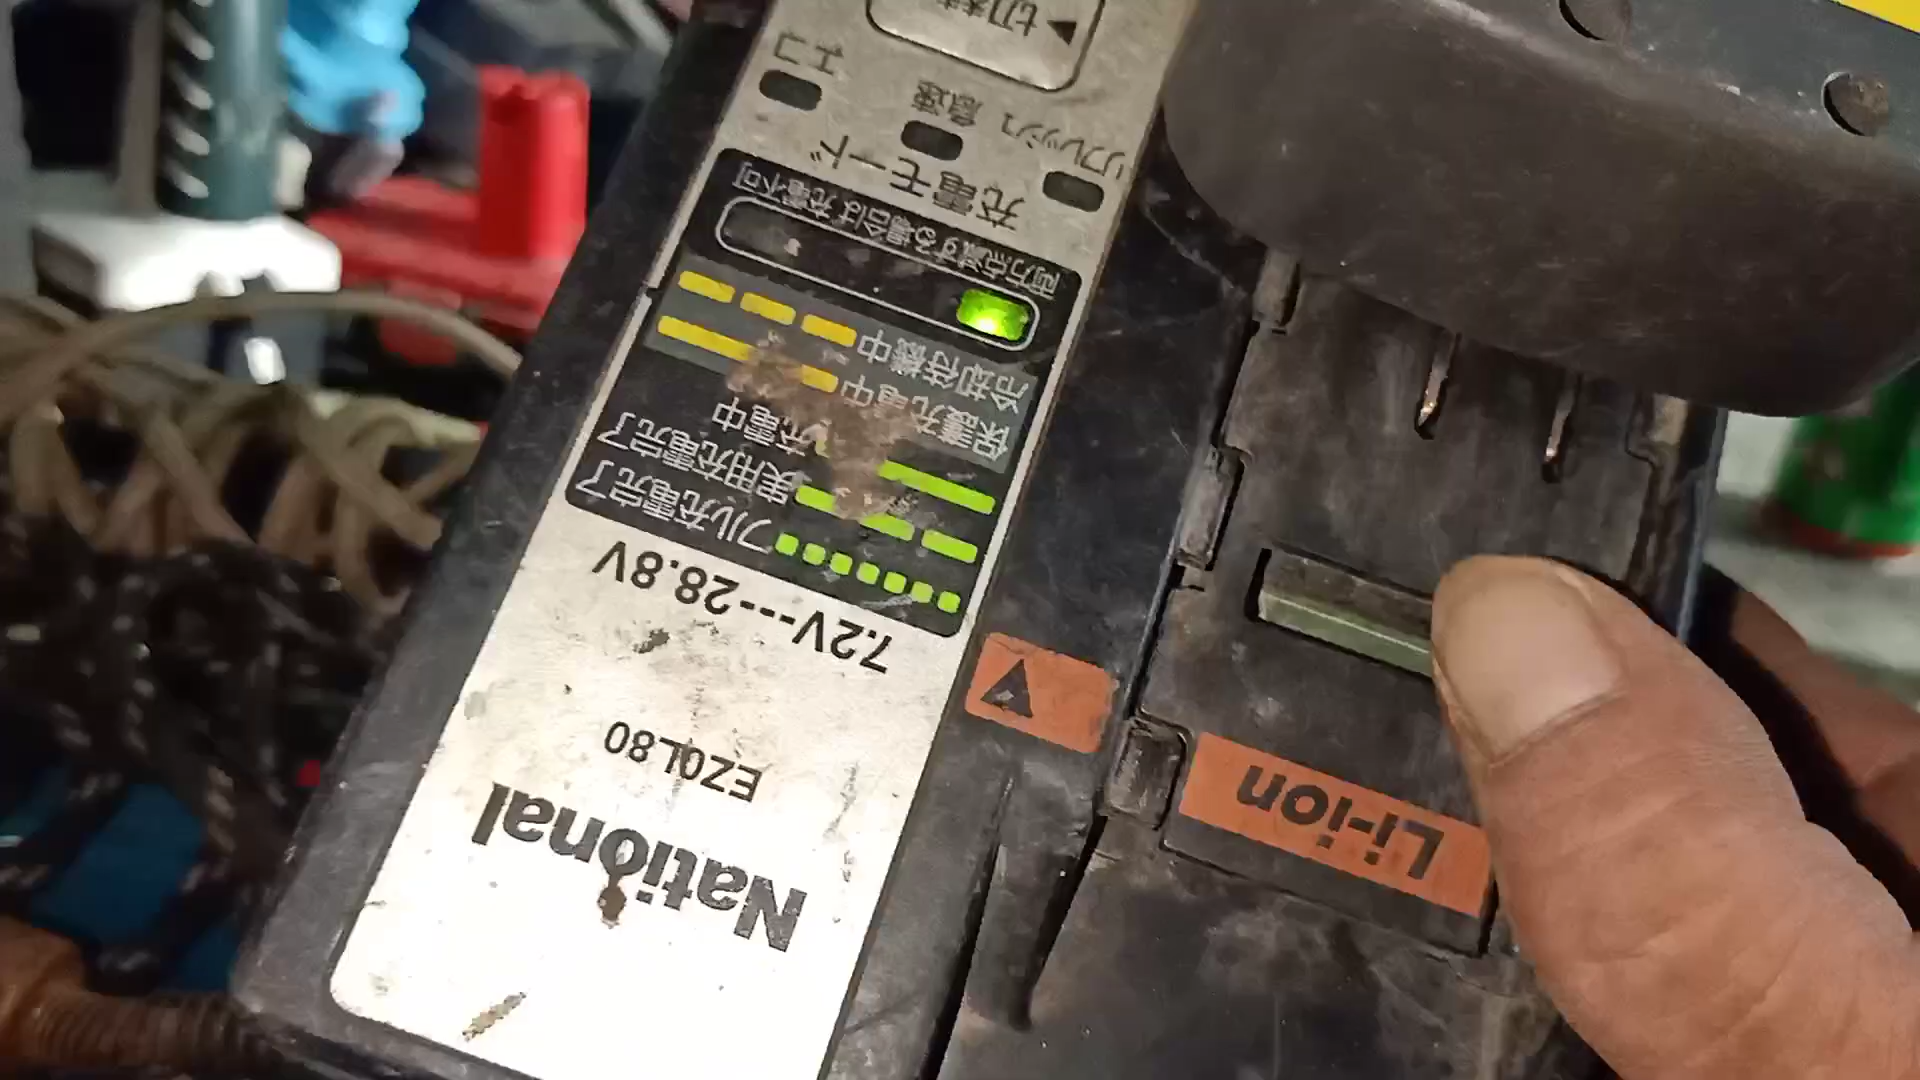 National
EZ0L80
7.2V---28.8V
フル充電完了
実用充電完了
充電中
保護充電中
冷却待機中
両方点滅する場合は充電不可
充電モード
リフレッシュ 急速 エコ
切替
Li-ion